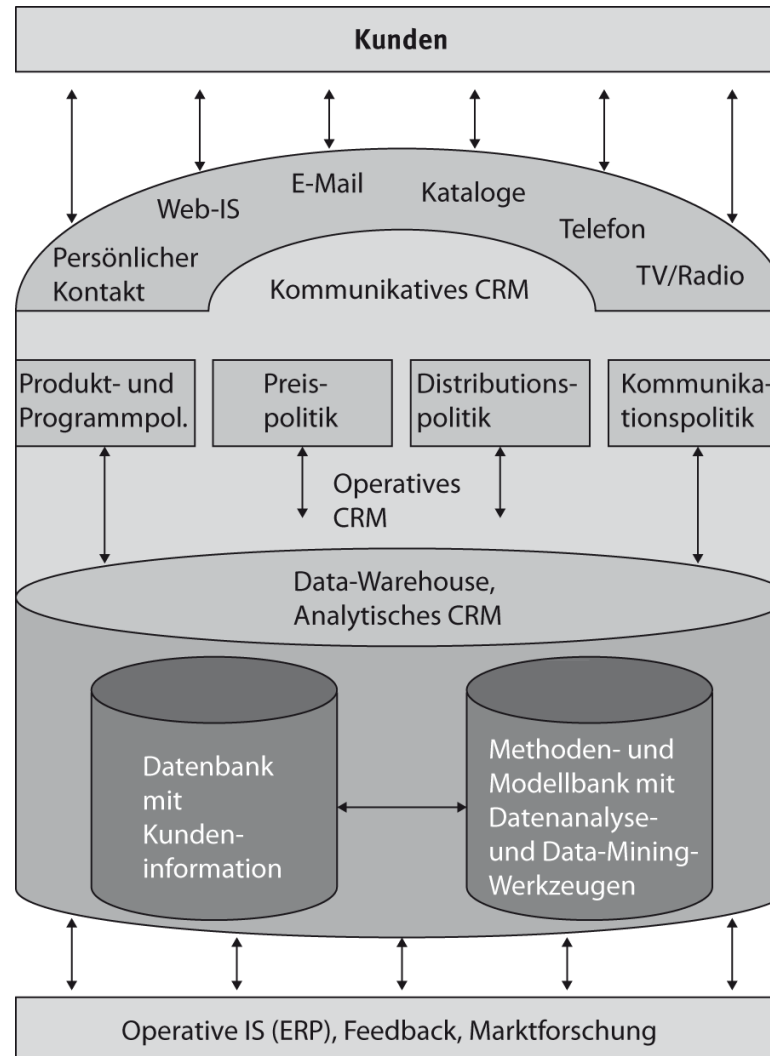 Kunden
E-Mail
Kataloge
Web-IS
Telefon
Persönlicher
Kontakt
TV/Radio
Kommunikatives CRM
Produkt- und
Programmpol.
Preis-
politik
Distributions-
politik
Kommunika-
tionspolitik
Operatives
CRM
Data-Warehouse,
Analytisches CRM
Datenbank
mit
Kunden-
information
Methoden- und
Modellbank mit
Datenanalyse-
und Data-Mining-
Werkzeugen
Operative IS (ERP), Feedback, Marktforschung